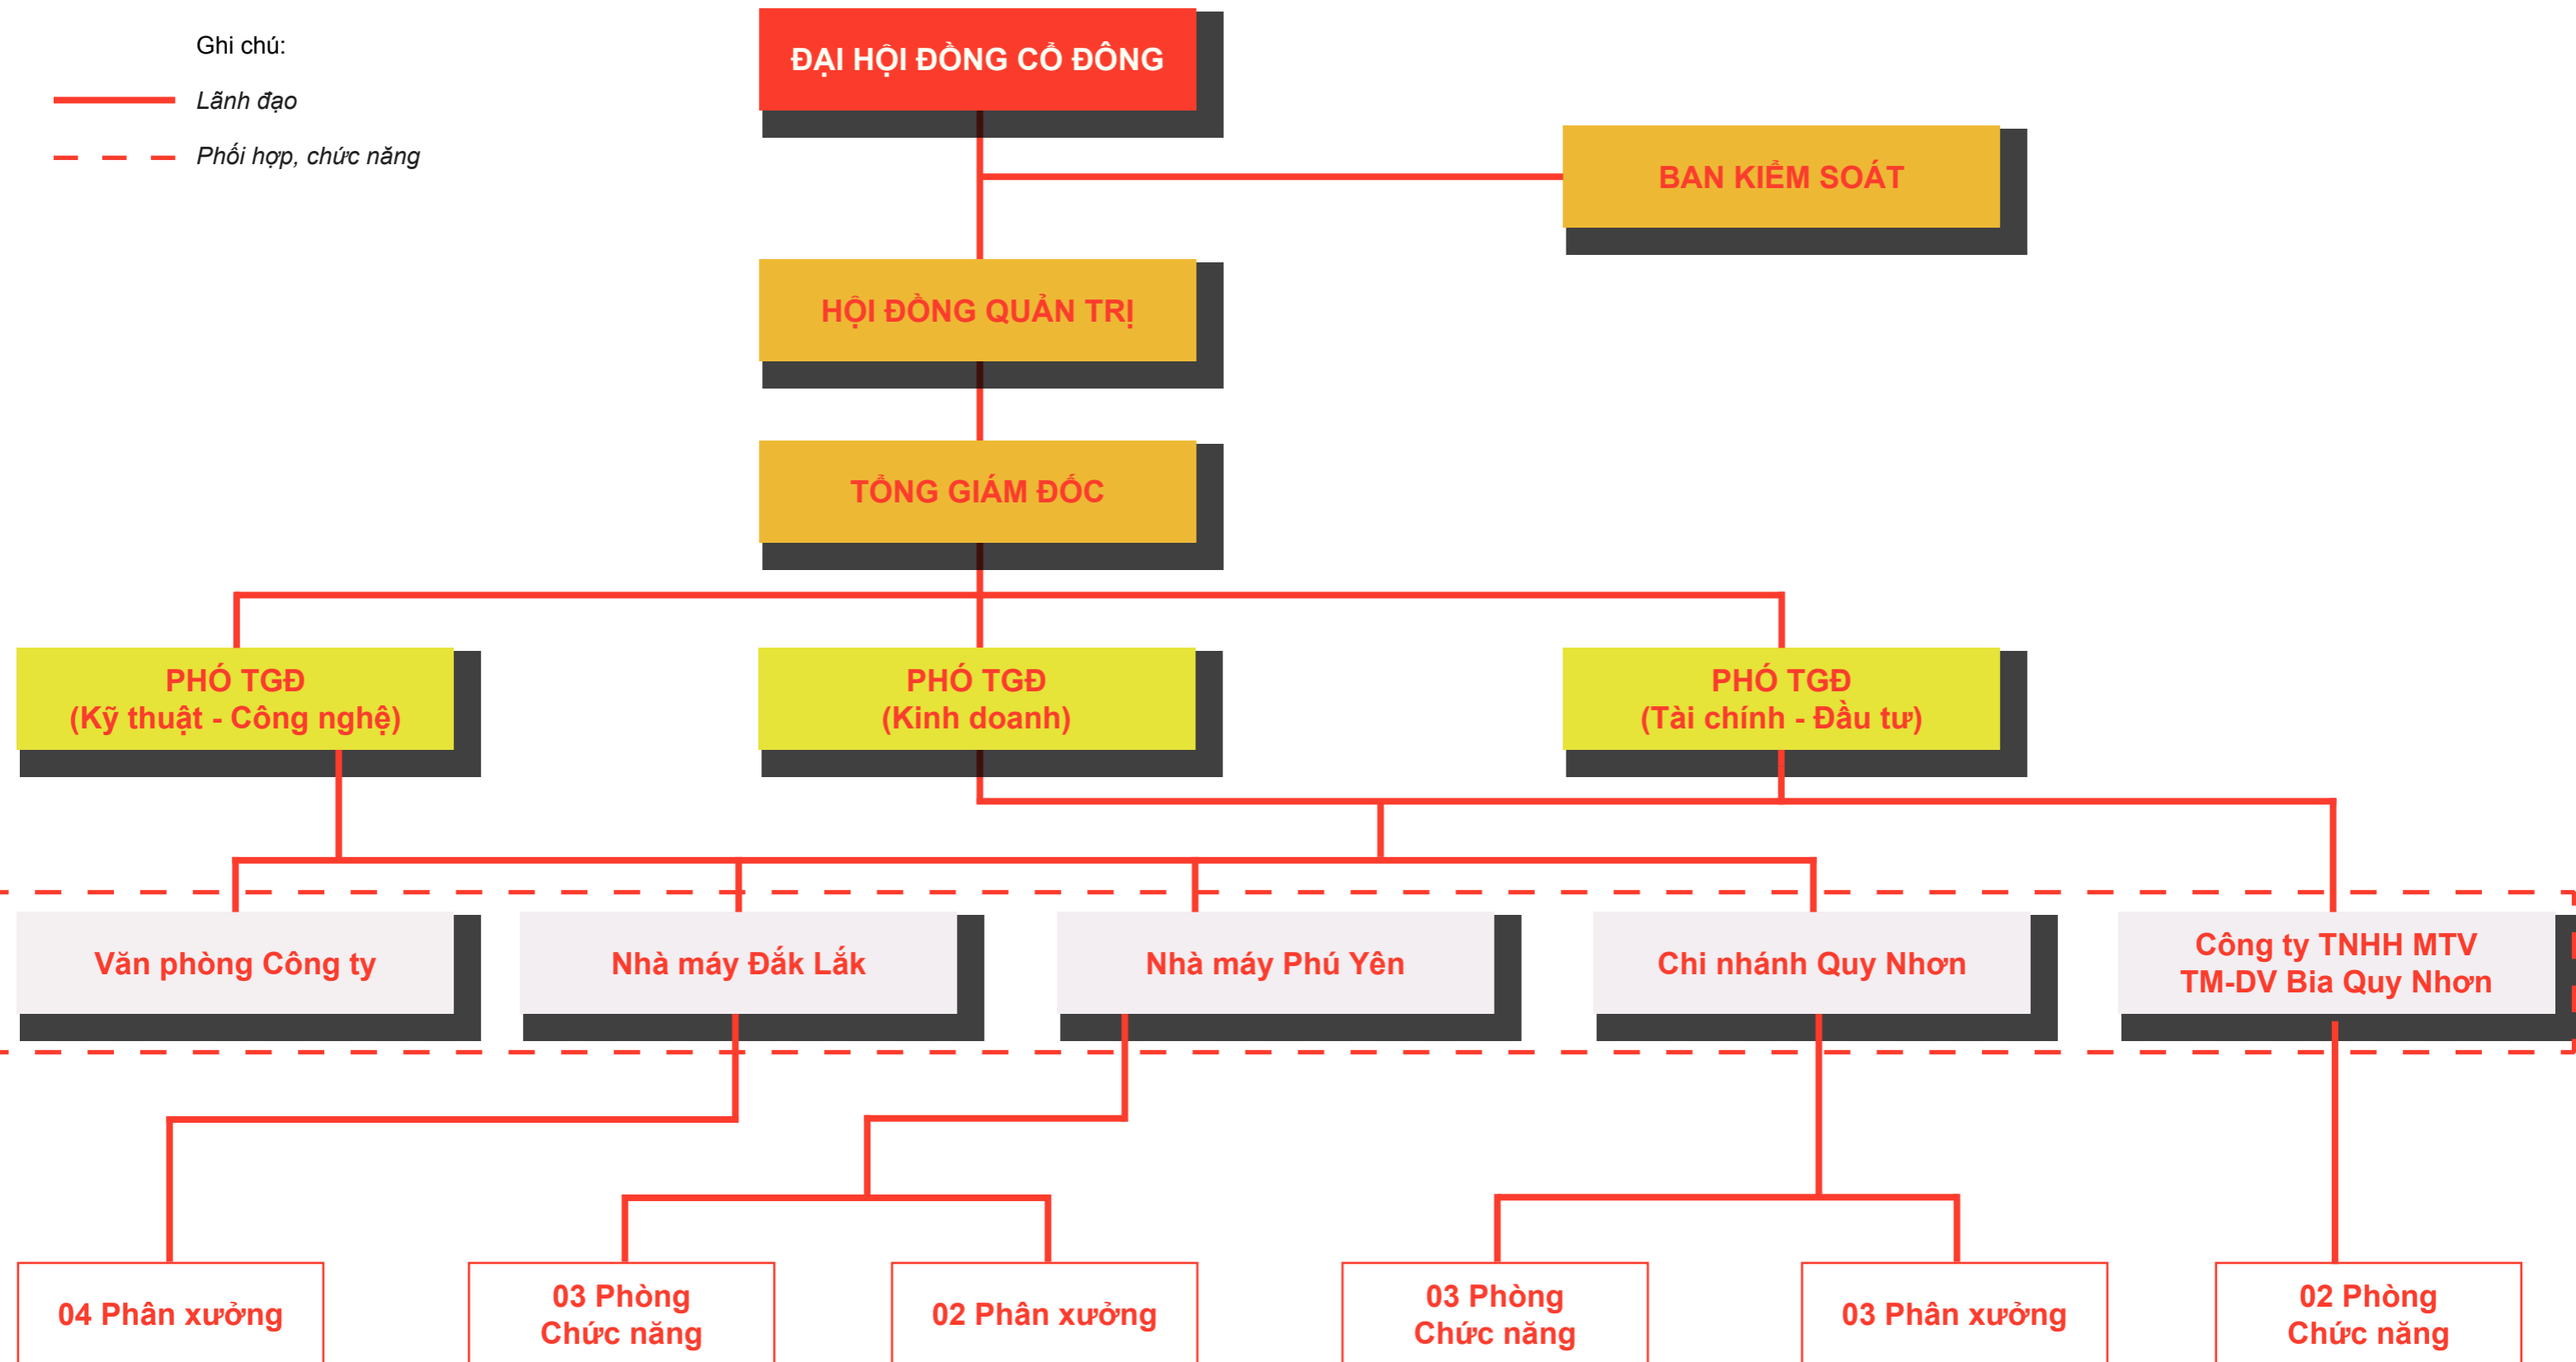 Ghi chú:
Lãnh đạo
Phối hợp, chức năng
ĐẠI HỘI ĐỒNG CỔ ĐÔNG
BAN KIỂM SOÁT
HỘI ĐỒNG QUẢN TRỊ
TỔNG GIÁM ĐỐC
PHÓ TGĐ
(Kỹ thuật - Công nghệ)
PHÓ TGĐ
(Kinh doanh)
PHÓ TGĐ
(Tài chính - Đầu tư)
Văn phòng Công ty
Nhà máy Đắk Lắk
Nhà máy Phú Yên
Chi nhánh Quy Nhơn
Công ty TNHH MTV
TM-DV Bia Quy Nhơn
04 Phân xưởng
03 Phòng
Chức năng
02 Phân xưởng
03 Phòng
Chức năng
03 Phân xưởng
02 Phòng
Chức năng